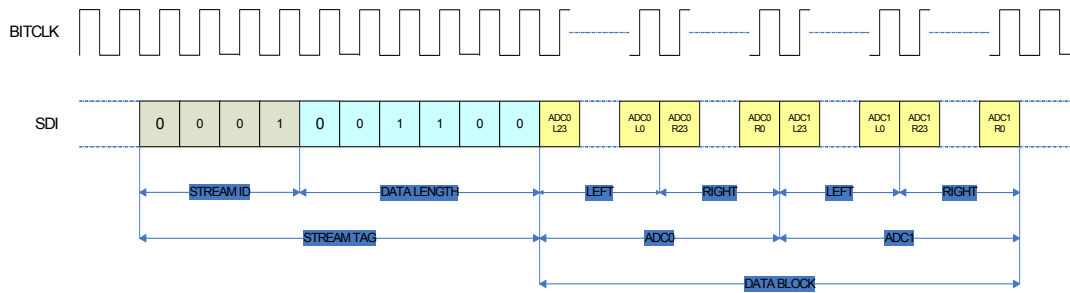 BITCLK
SDI
0 0 0 1 0 0 1 1 0 0
ADC0
L23
ADC0
L0
ADC0
R23
ADC0
R0
ADC1
L23
ADC1
L0
ADC1
R23
ADC1
R0
STREAM ID
DATA LENGTH
LEFT
RIGHT
LEFT
RIGHT
STREAM TAG
ADC0
ADC1
DATA BLOCK